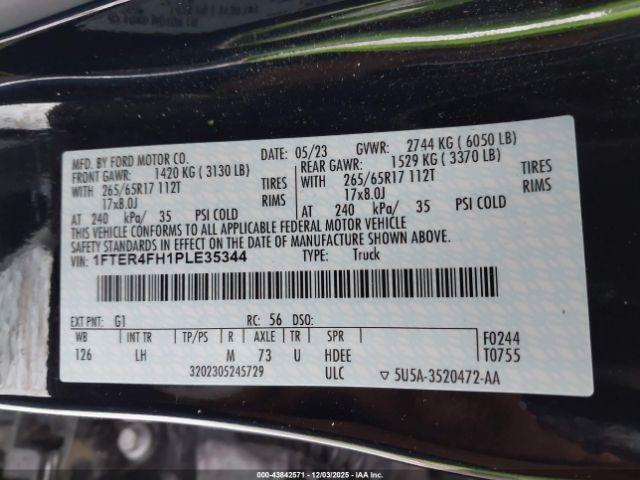 MFD. BY FORD MOTOR CO.
DATE: 05/23 GVWR: 2744 KG ( 6050 LB)
FRONT GAWR: 1420 KG ( 3130 LB)
WITH 265/65R17 112T TIRES
17x8.0J RIMS
AT 240 kPa/ 35 PSI COLD
REAR GAWR: 1529 KG ( 3370 LB)
WITH 265/65R17 112T TIRES
17x8.0J RIMS
AT 240 kPa/ 35 PSI COLD
THIS VEHICLE CONFORMS TO ALL APPLICABLE FEDERAL MOTOR VEHICLE
SAFETY STANDARDS IN EFFECT ON THE DATE OF MANUFACTURE SHOWN ABOVE.
VIN: 1FTER4FH1PLE35344 TYPE: Truck
EXT PNT: G1 RC: 56 DSO:
WB INT TR TP/PS R AXLE TR SPR
126 LH M 73 U HDEE
F0244
T0755
3202305245729 ULC ▽ 5U5A-3520472-AA
000-43842571 - 12/03/2025 - IAA Inc.